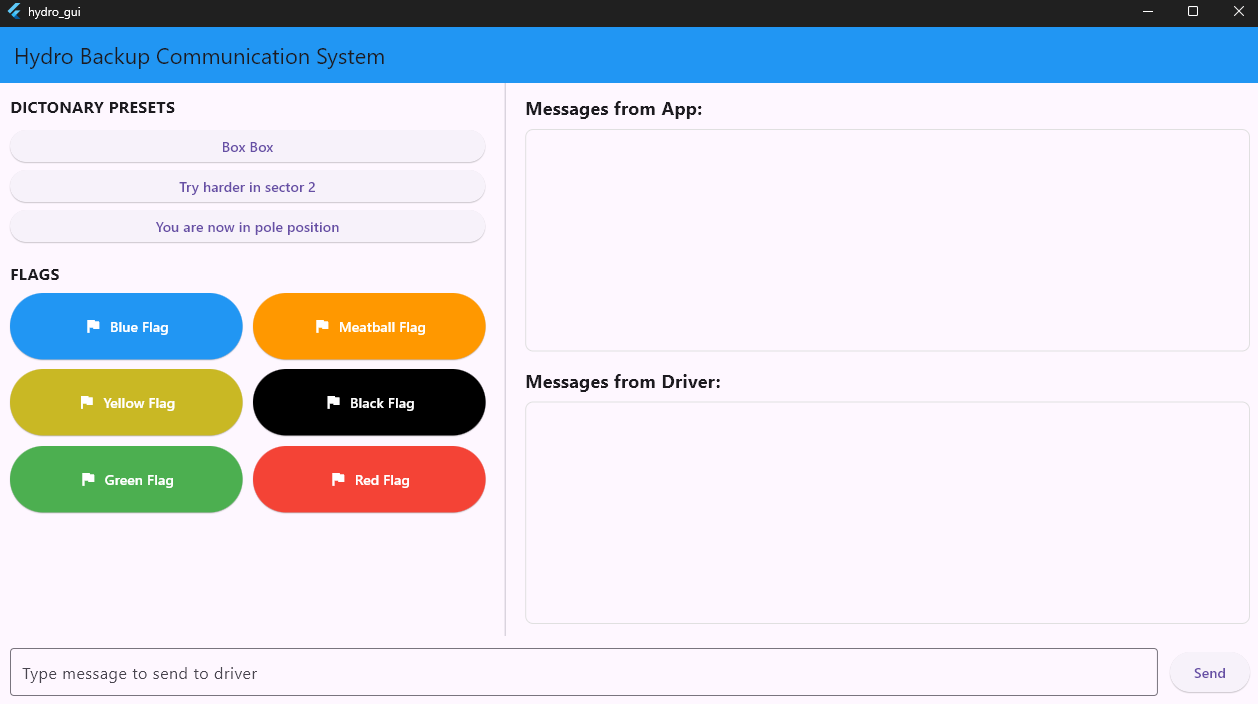 hydro_gui
Hydro Backup Communication System
DICTONARY PRESETS
Box Box
Try harder in sector 2
You are now in pole position
FLAGS
Blue Flag
Meatball Flag
Yellow Flag
Black Flag
Green Flag
Red Flag
Messages from App:
Messages from Driver:
Type message to send to driver
Send